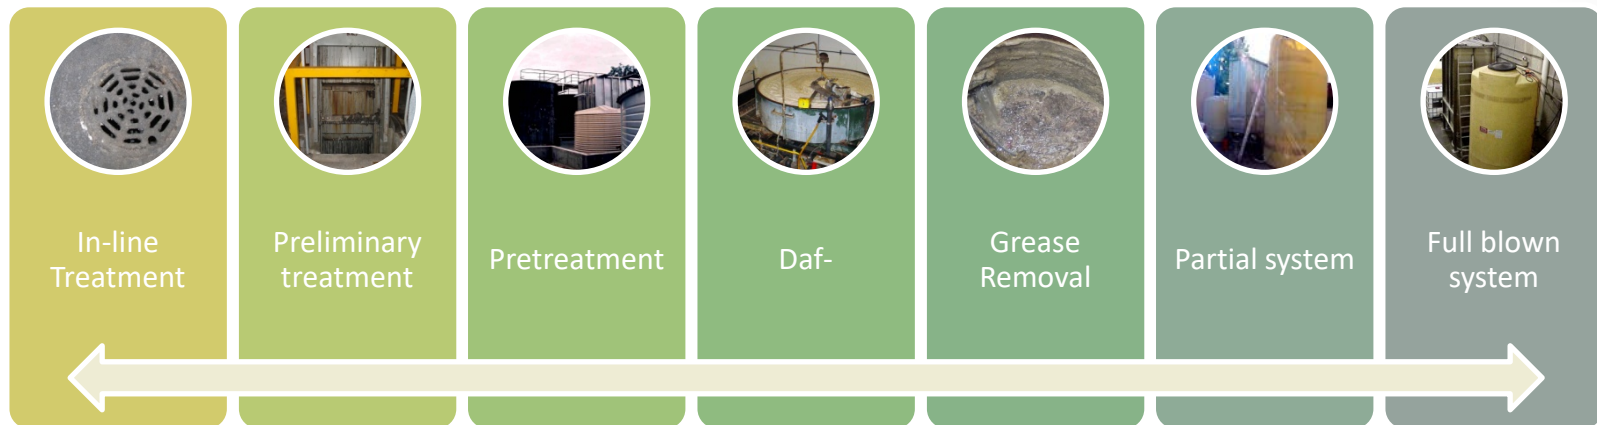 In-line
Treatment
Preliminary
treatment
Pretreatment
Daf-
Grease
Removal
Partial system
Full blown
system